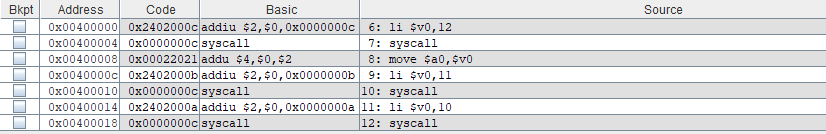 Bkpt Address Code Basic Source
0x00400000 0x2402000c addiu $2,$0,0x0000000c 6: li $v0,12
0x00400004 0x0000000c syscall 7: syscall
0x00400008 0x00022021 addu $4,$0,$2 8: move $a0,$v0
0x0040000c 0x2402000b addiu $2,$0,0x0000000b 9: li $v0,11
0x00400010 0x0000000c syscall 10: syscall
0x00400014 0x2402000a addiu $2,$0,0x0000000a 11: li $v0,10
0x00400018 0x0000000c syscall 12: syscall